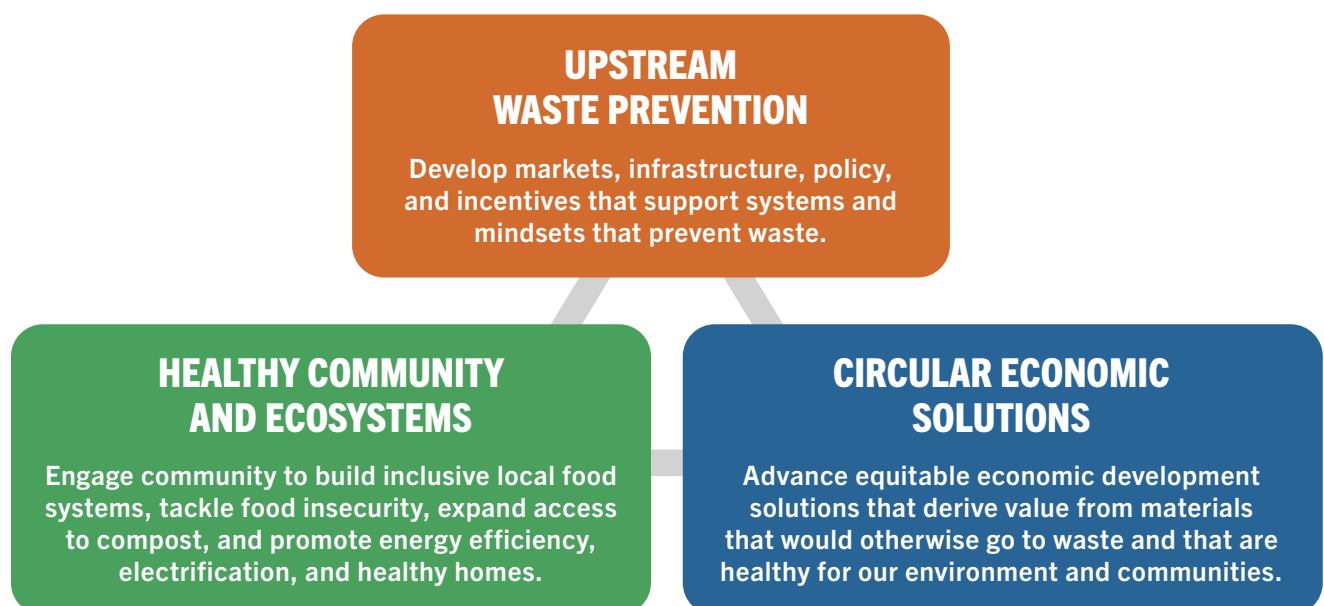 UPSTREAM
WASTE PREVENTION
Develop markets, infrastructure, policy,
and incentives that support systems and
mindsets that prevent waste.
HEALTHY COMMUNITY
AND ECOSYSTEMS
Engage community to build inclusive local food
systems, tackle food insecurity, expand access
to compost, and promote energy efficiency,
electrification, and healthy homes.
CIRCULAR ECONOMIC
SOLUTIONS
Advance equitable economic development
solutions that derive value from materials
that would otherwise go to waste and that are
healthy for our environment and communities.